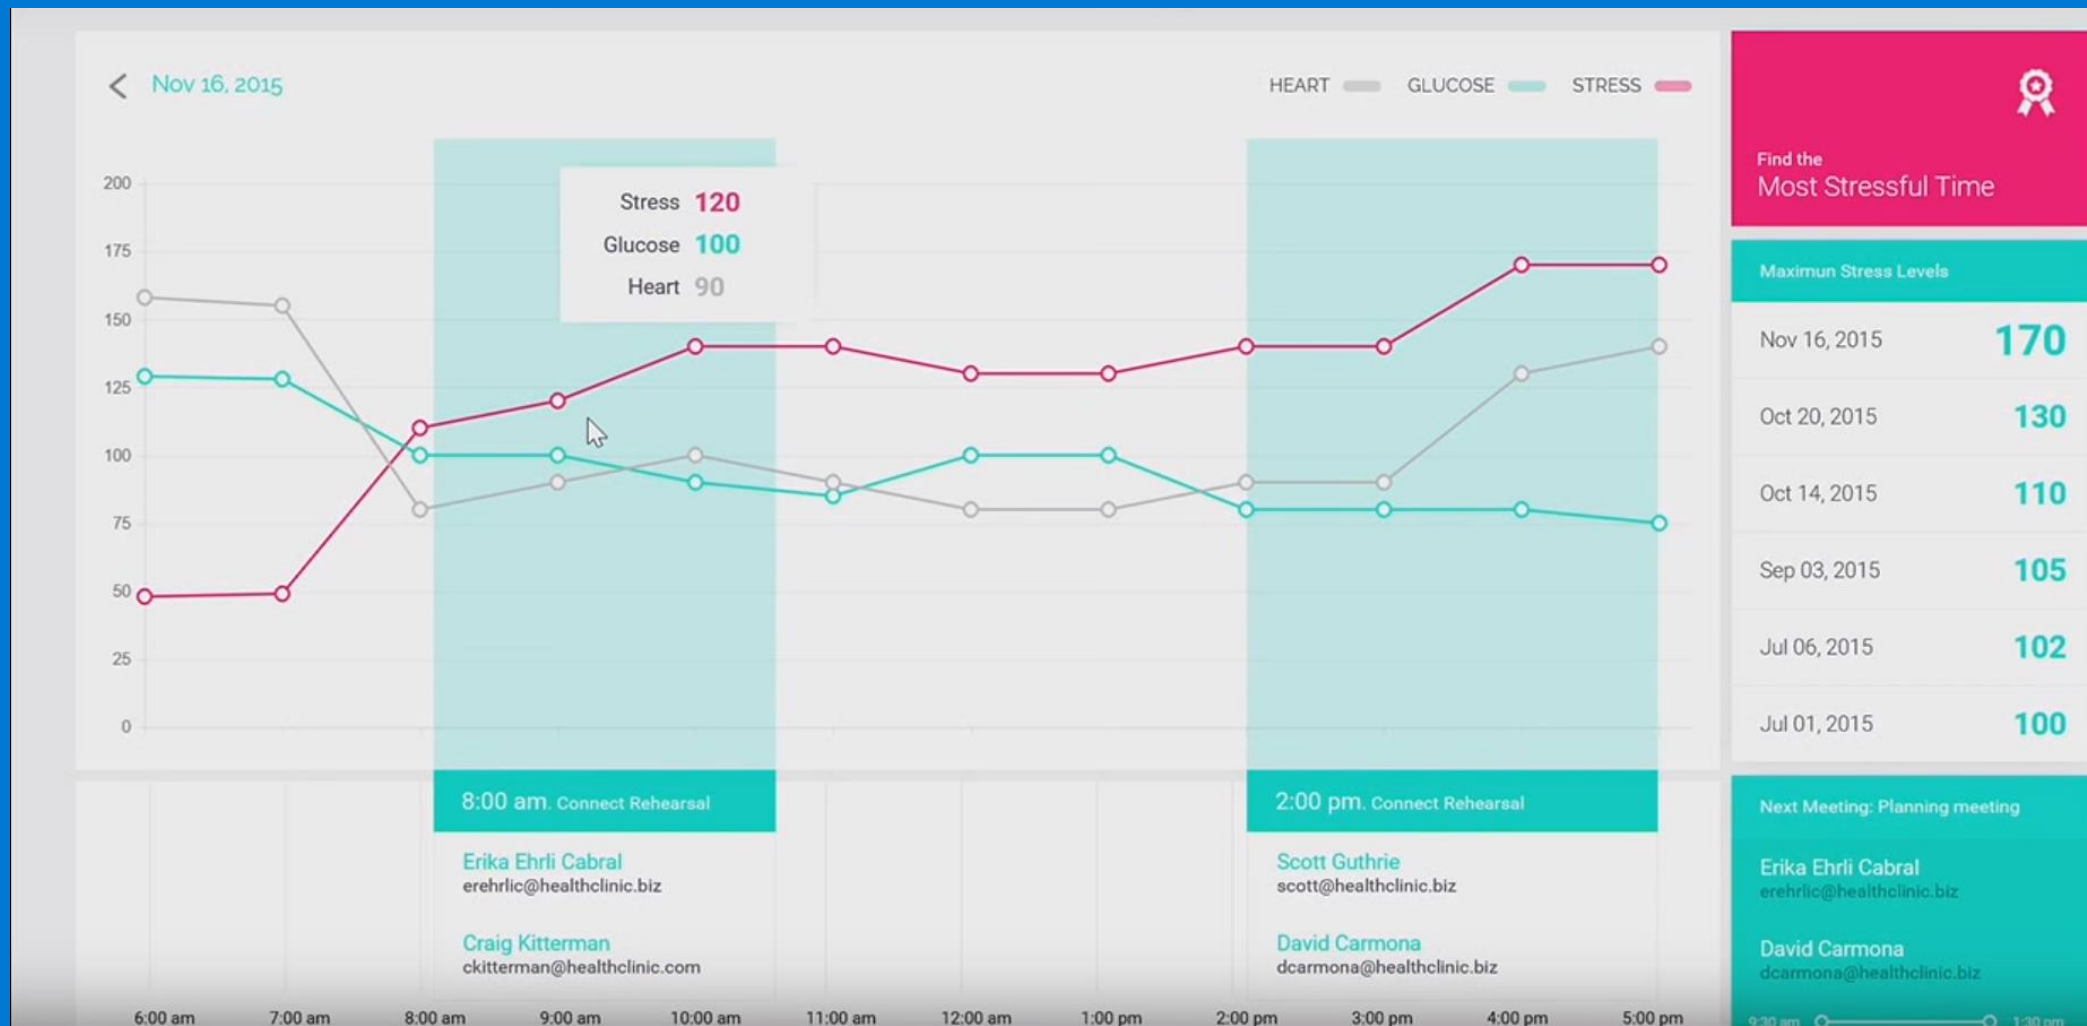 Nov 16, 2015
HEART
GLUCOSE
STRESS
200
175
150
125
100
75
50
25
0
Stress 120
Glucose 100
Heart 90
8:00 am. Connect Rehearsal
Erika Ehrli Cabral
erehrlic@healthclinic.biz
Craig Kitterman
ckitterman@healthclinic.com
2:00 pm. Connect Rehearsal
Scott Guthrie
scott@healthclinic.biz
David Carmona
dcarmona@healthclinic.biz
6:00 am 7:00 am 8:00 am 9:00 am 10:00 am 11:00 am 12:00 am 1:00 pm 2:00 pm 3:00 pm 4:00 pm 5:00 pm
Find the
Most Stressful Time
Maximun Stress Levels
Nov 16, 2015 170
Oct 20, 2015 130
Oct 14, 2015 110
Sep 03, 2015 105
Jul 06, 2015 102
Jul 01, 2015 100
Next Meeting: Planning meeting
Erika Ehrli Cabral
erehrlic@healthclinic.biz
David Carmona
dcarmona@healthclinic.biz
9:30 am 1:30 pm